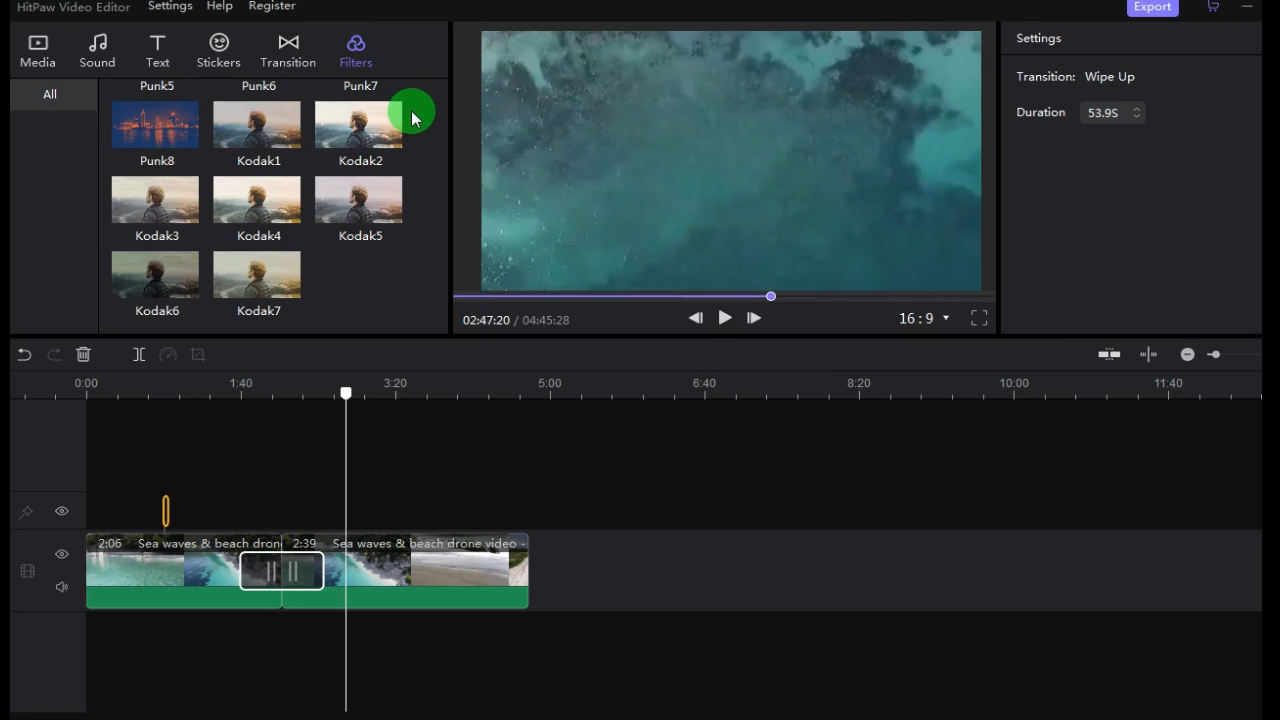 HitPaw Video Editor Settings Help Register Export
Media Sound Text Stickers Transition Filters
Settings
All
Punk5 Punk6 Punk7
Transition: Wipe Up
Duration 53.9S
Punk8 Kodak1 Kodak2
Kodak3 Kodak4 Kodak5
Kodak6 Kodak7
02:47:20 / 04:45:28 16:9
0:00 1:40 3:20 5:00 6:40 8:20 10:00 11:40
2:06 Sea waves & beach dron 2:39 Sea waves & beach drone video -